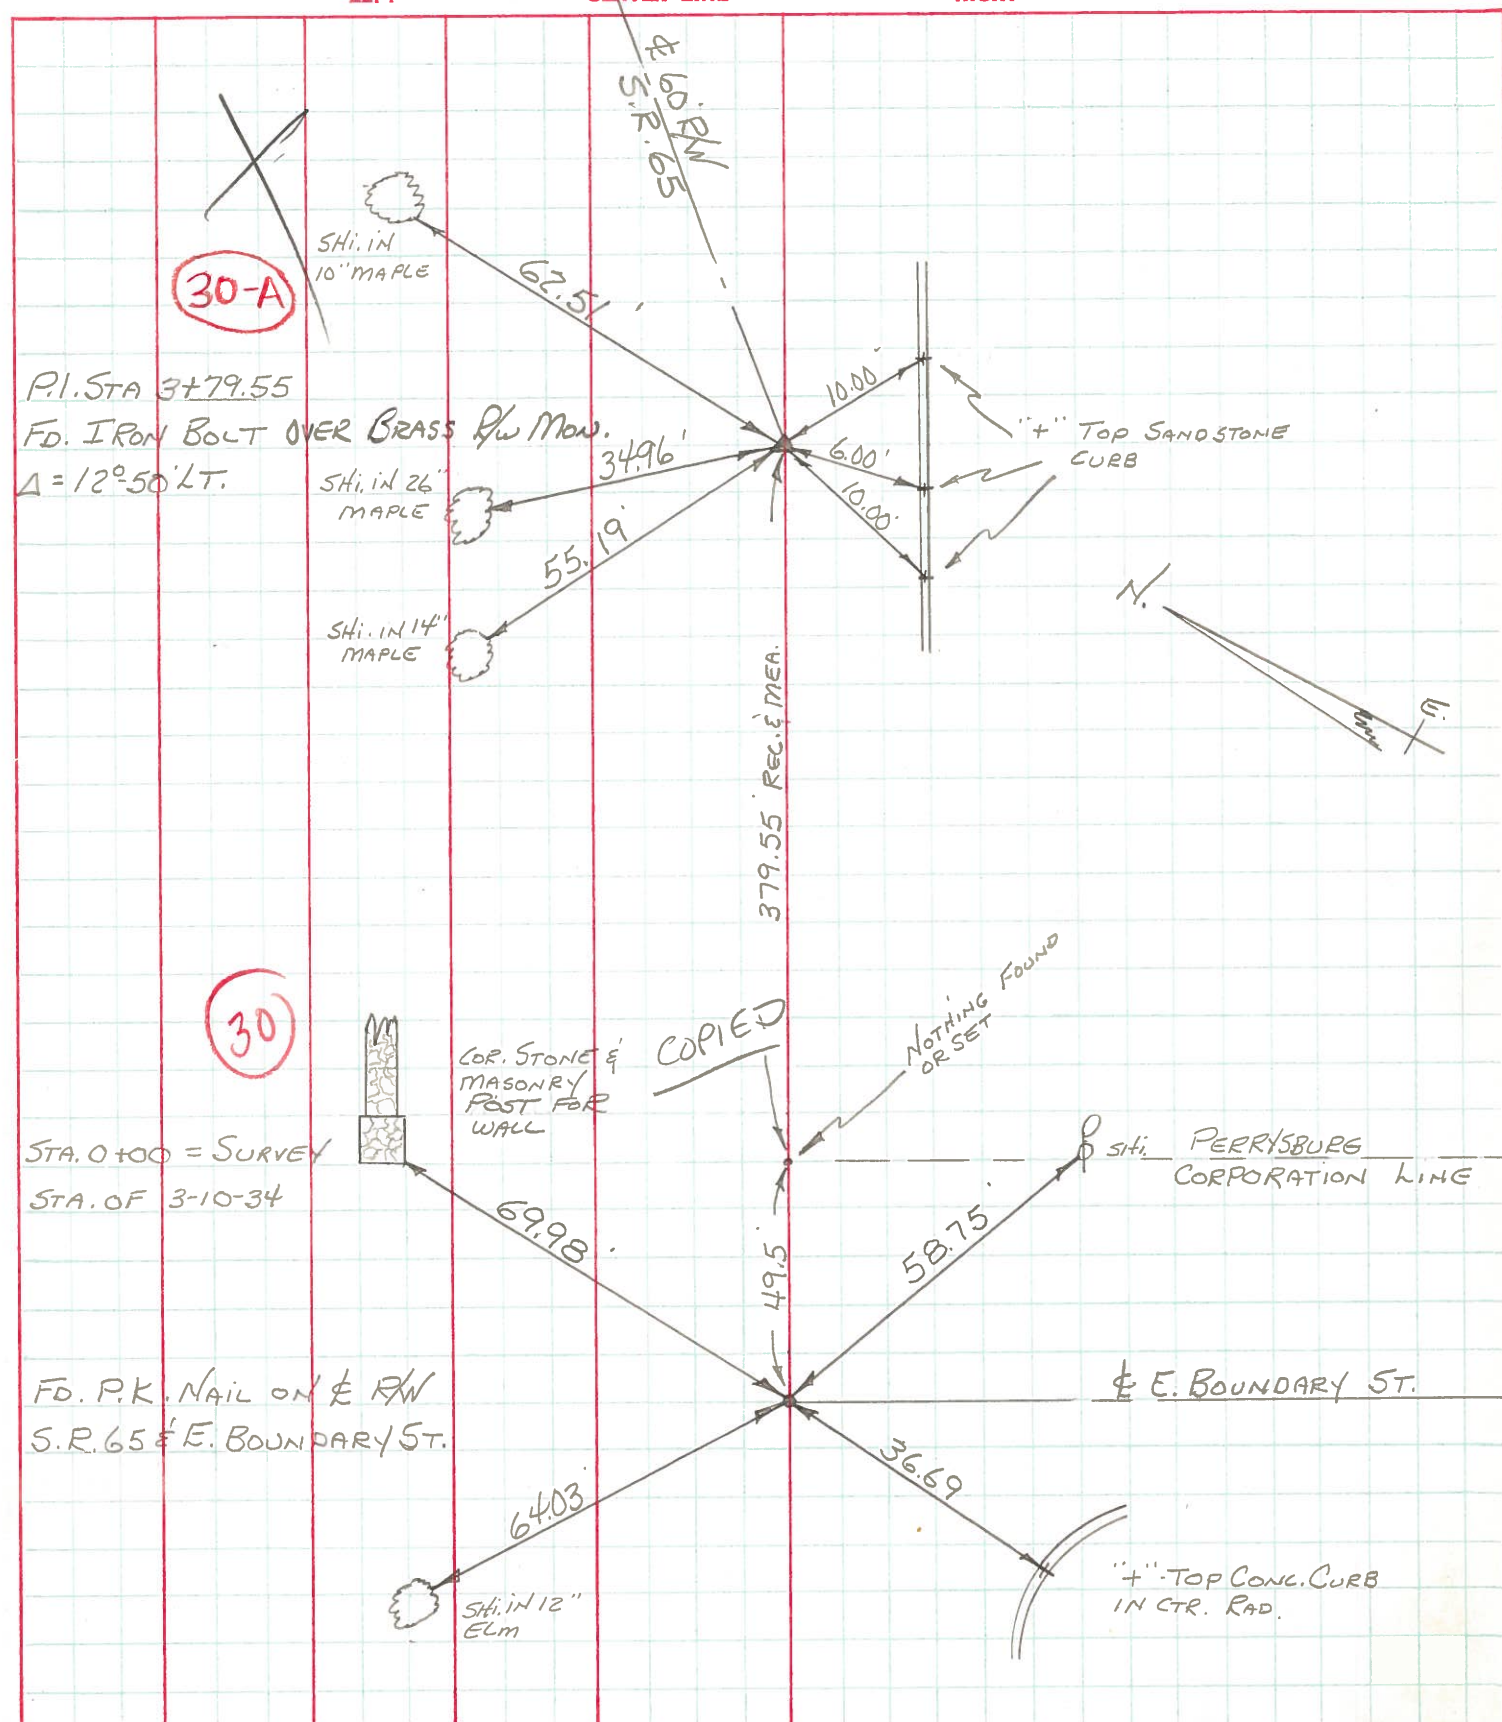 ℄ 60' R/W
S.R. 65
SHI. IN
10" MAPLE
30-A
62.51'
P.I. STA 3+79.55
FD. IRON BOLT OVER BRASS R/W MON.
Δ = 12°-50' LT.
10.00'
6.00'
10.00'
"+" TOP SANDSTONE
CURB
34.96'
SHI. IN 26"
MAPLE
55.19'
SHI. IN 14"
MAPLE
N.
E.
379.55 REC. & MEA.
30
COR. STONE &
MASONRY
POST FOR
WALL
COPIED
NOTHING FOUND
OR SET
STA. 0+00 = SURVEY
STA. OF 3-10-34
SHI.
PERRYSBURG
CORPORATION LINE
69.98'
49.5'
58.75'
FD. P.K. NAIL ON ℄ R/W
S.R. 65 & E. BOUNDARY ST.
℄ E. BOUNDARY ST.
64.03'
36.69
SHI. IN 12"
ELM
"+" TOP CONC. CURB
IN CTR. RAD.